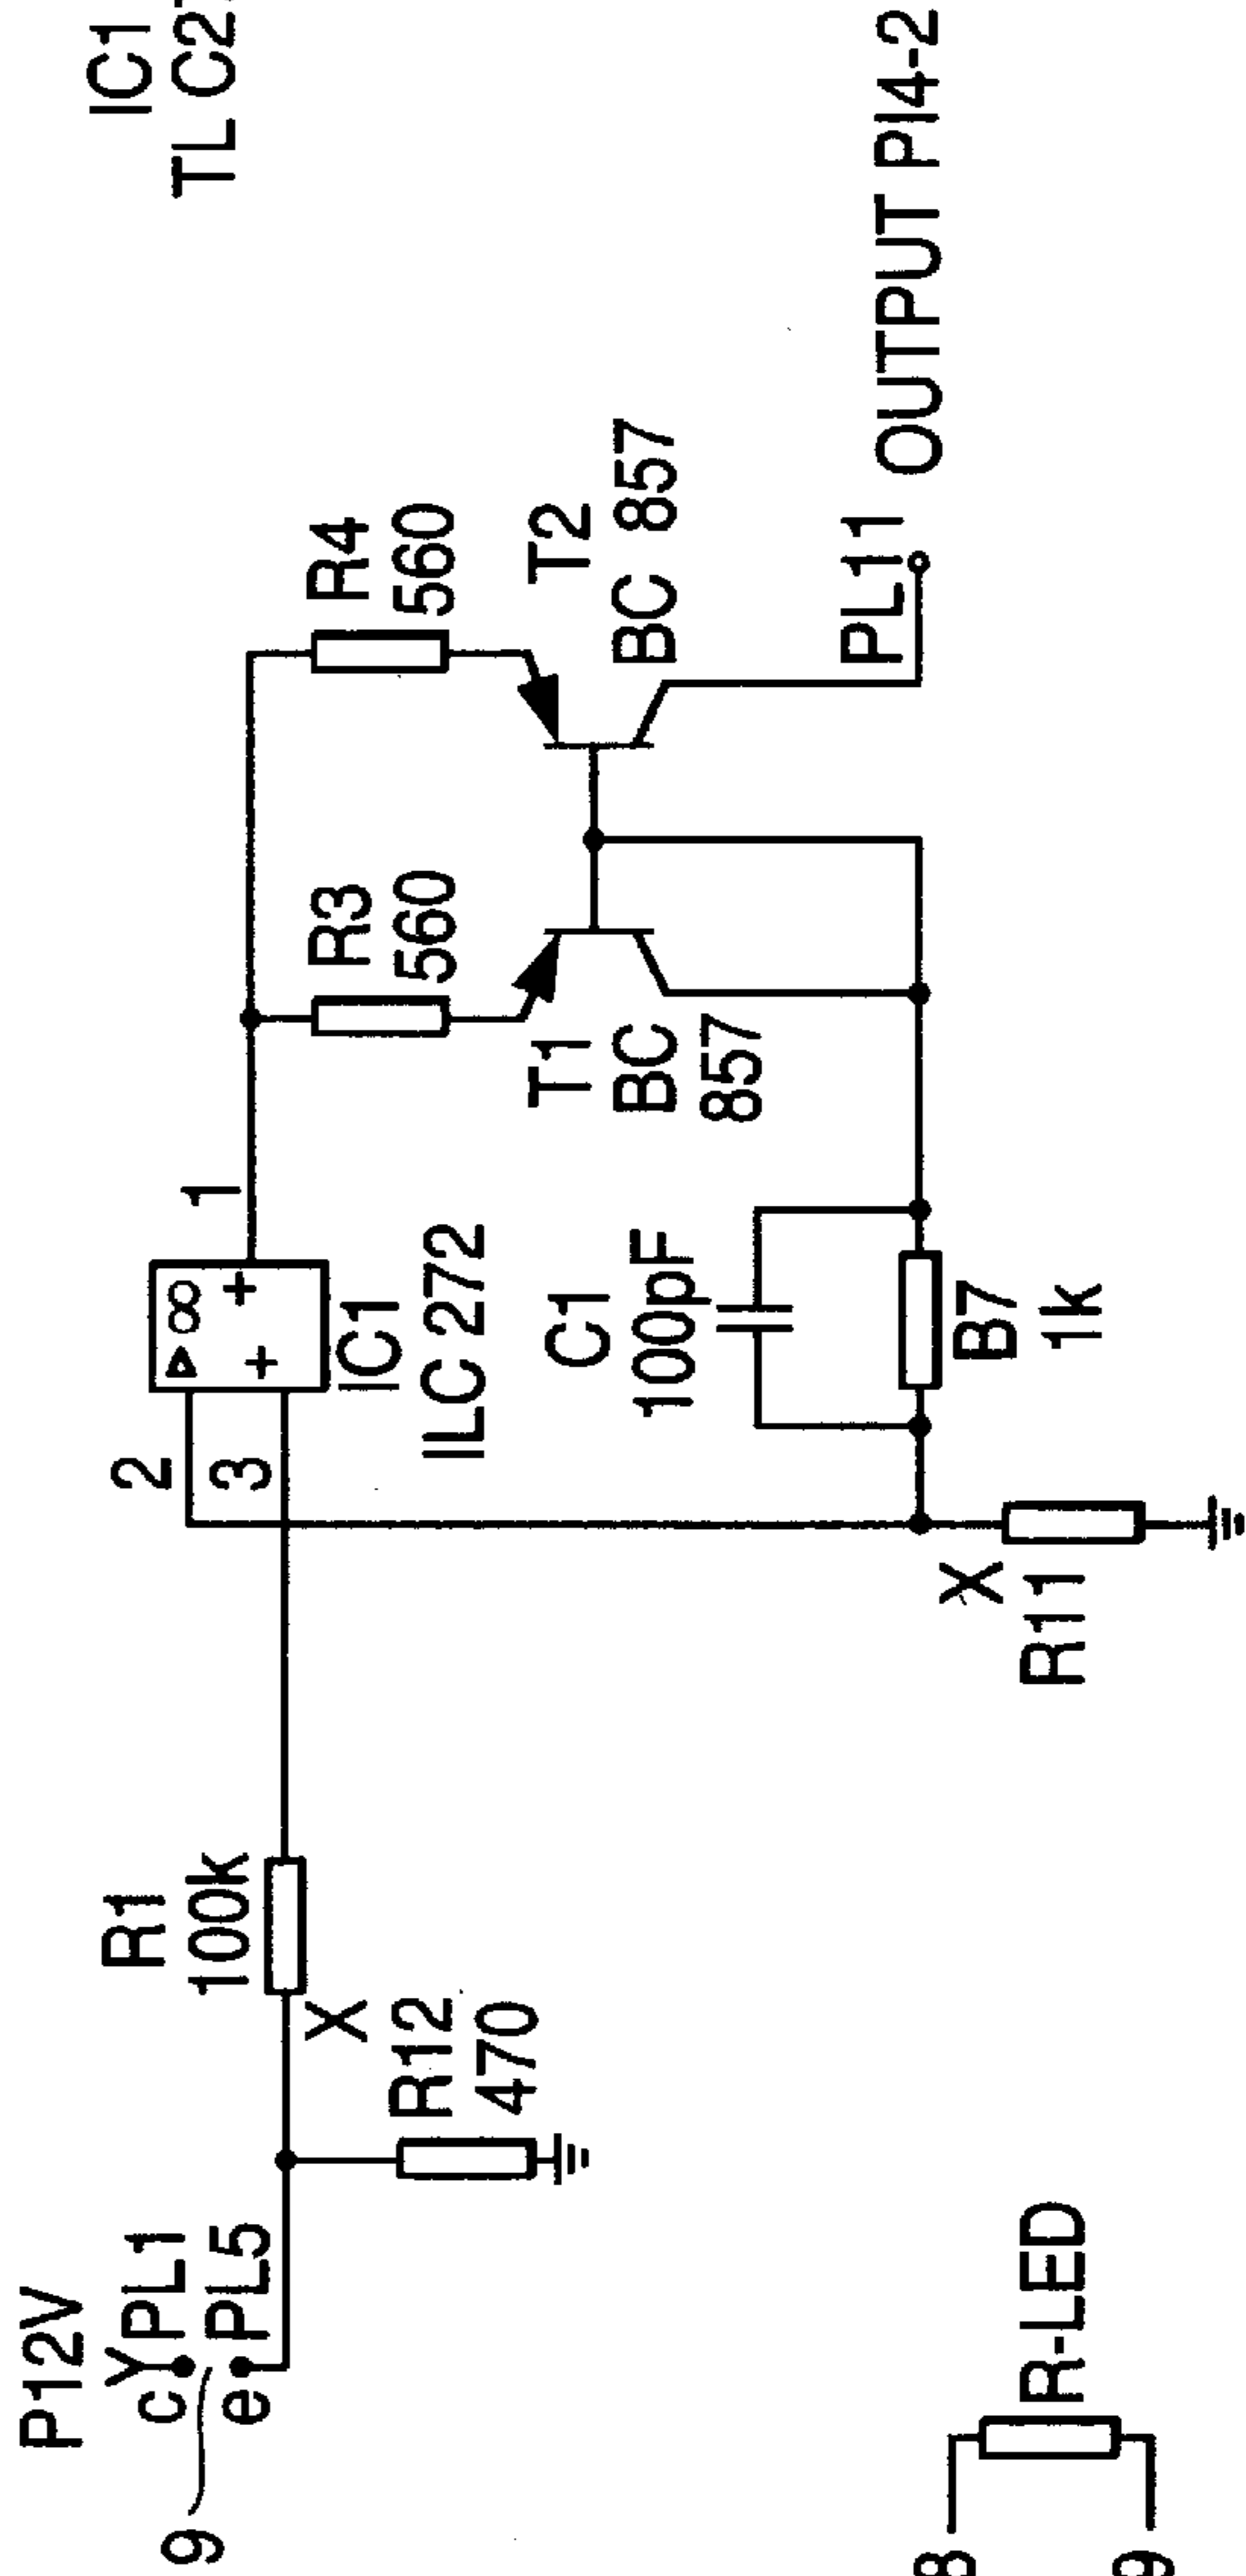 P12V
c
PL1
e
PL5
9
R1
100k
X
R12
470
2
3
1
∞
+
+
IC1
ILC 272
R3
560
R4
560
T1
BC
857
T2
BC 857
C1
100pF
B7
1k
X
R11
PL11
OUTPUT PI4-2
IC1
TL C2
8
9
R-LED